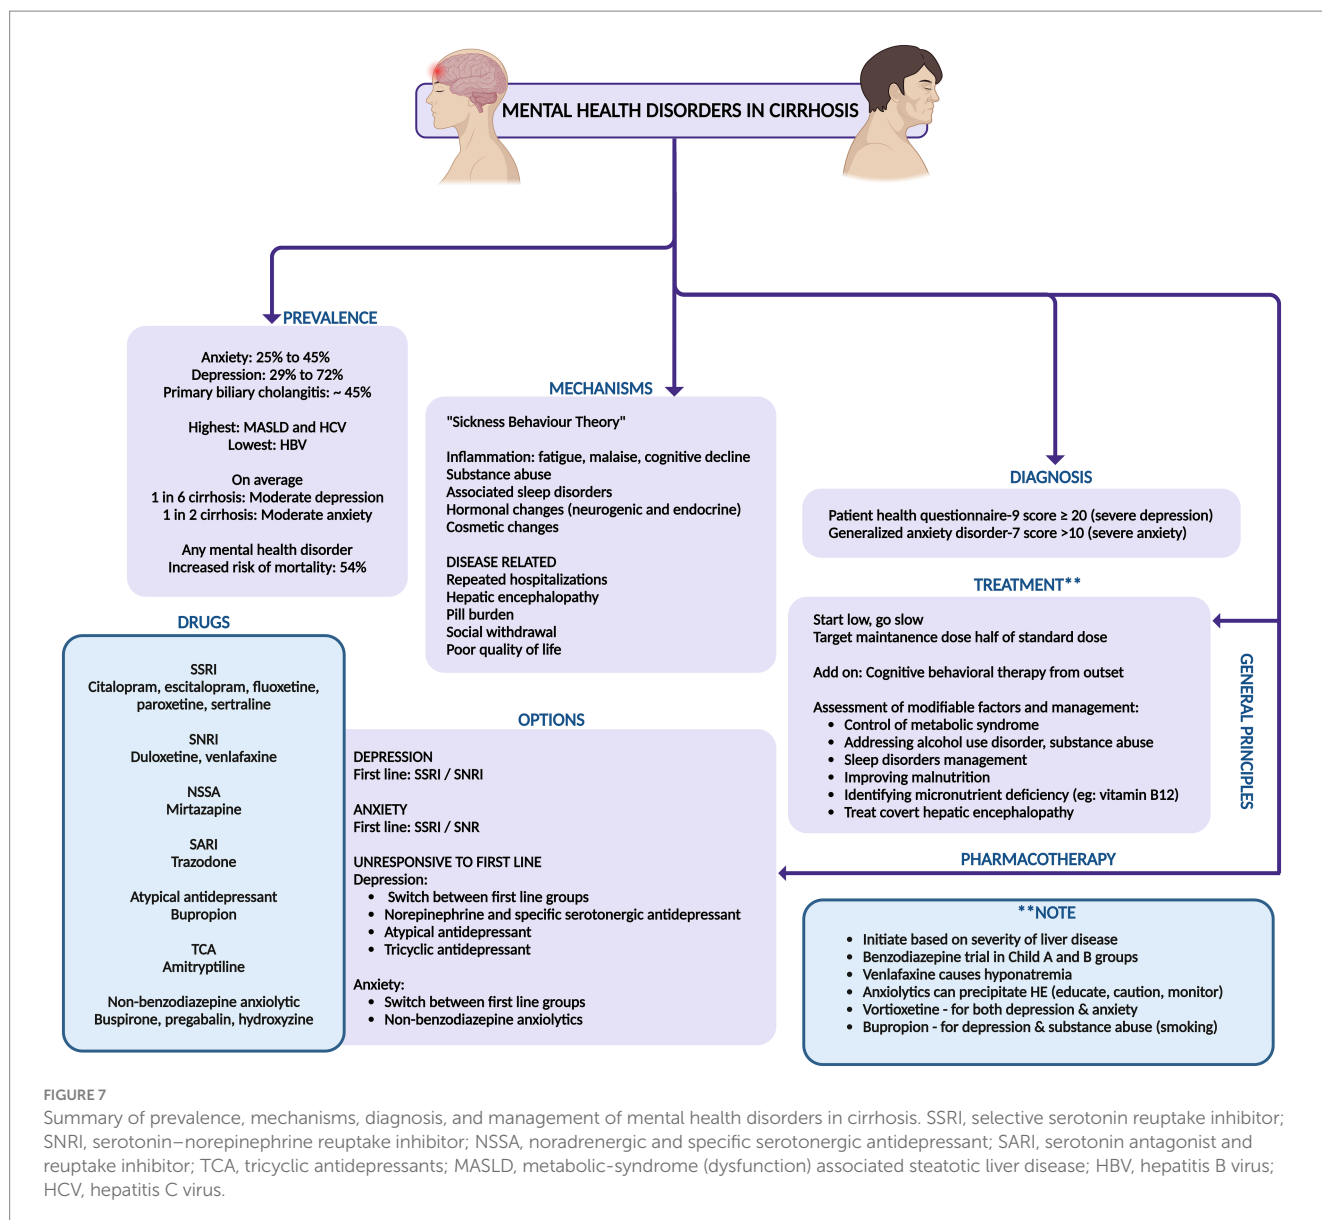 MENTAL HEALTH DISORDERS IN CIRRHOSIS
PREVALENCE
Anxiety: 25% to 45%
Depression: 29% to 72%
Primary biliary cholangitis: ~ 45%
Highest: MASLD and HCV
Lowest: HBV
On average
1 in 6 cirrhosis: Moderate depression
1 in 2 cirrhosis: Moderate anxiety
Any mental health disorder
Increased risk of mortality: 54%
MECHANISMS
"Sickness Behaviour Theory"
Inflammation: fatigue, malaise, cognitive decline
Substance abuse
Associated sleep disorders
Hormonal changes (neurogenic and endocrine)
Cosmetic changes
DISEASE RELATED
Repeated hospitalizations
Hepatic encephalopathy
Pill burden
Social withdrawal
Poor quality of life
DIAGNOSIS
Patient health questionnaire-9 score ≥ 20 (severe depression)
Generalized anxiety disorder-7 score >10 (severe anxiety)
TREATMENT**
Start low, go slow
Target maintanence dose half of standard dose
Add on: Cognitive behavioral therapy from outset
Assessment of modifiable factors and management:
• Control of metabolic syndrome
• Addressing alcohol use disorder, substance abuse
• Sleep disorders management
• Improving malnutrition
• Identifying micronutrient deficiency (eg: vitamin B12)
• Treat covert hepatic encephalopathy
GENERAL PRINCIPLES
DRUGS
SSRI
Citalopram, escitalopram, fluoxetine,
paroxetine, sertraline
SNRI
Duloxetine, venlafaxine
NSSA
Mirtazapine
SARI
Trazodone
Atypical antidepressant
Bupropion
TCA
Amitryptiline
Non-benzodiazepine anxiolytic
Buspirone, pregabalin, hydroxyzine
OPTIONS
DEPRESSION
First line: SSRI / SNRI
ANXIETY
First line: SSRI / SNR
UNRESPONSIVE TO FIRST LINE
Depression:
• Switch between first line groups
• Norepinephrine and specific serotonergic antidepressant
• Atypical antidepressant
• Tricyclic antidepressant
Anxiety:
• Switch between first line groups
• Non-benzodiazepine anxiolytics
PHARMACOTHERAPY
**NOTE
• Initiate based on severity of liver disease
• Benzodiazepine trial in Child A and B groups
• Venlafaxine causes hyponatremia
• Anxiolytics can precipitate HE (educate, caution, monitor)
• Vortioxetine - for both depression & anxiety
• Bupropion - for depression & substance abuse (smoking)
FIGURE 7
Summary of prevalence, mechanisms, diagnosis, and management of mental health disorders in cirrhosis. SSRI, selective serotonin reuptake inhibitor;
SNRI, serotonin–norepinephrine reuptake inhibitor; NSSA, noradrenergic and specific serotonergic antidepressant; SARI, serotonin antagonist and
reuptake inhibitor; TCA, tricyclic antidepressants; MASLD, metabolic-syndrome (dysfunction) associated steatotic liver disease; HBV, hepatitis B virus;
HCV, hepatitis C virus.